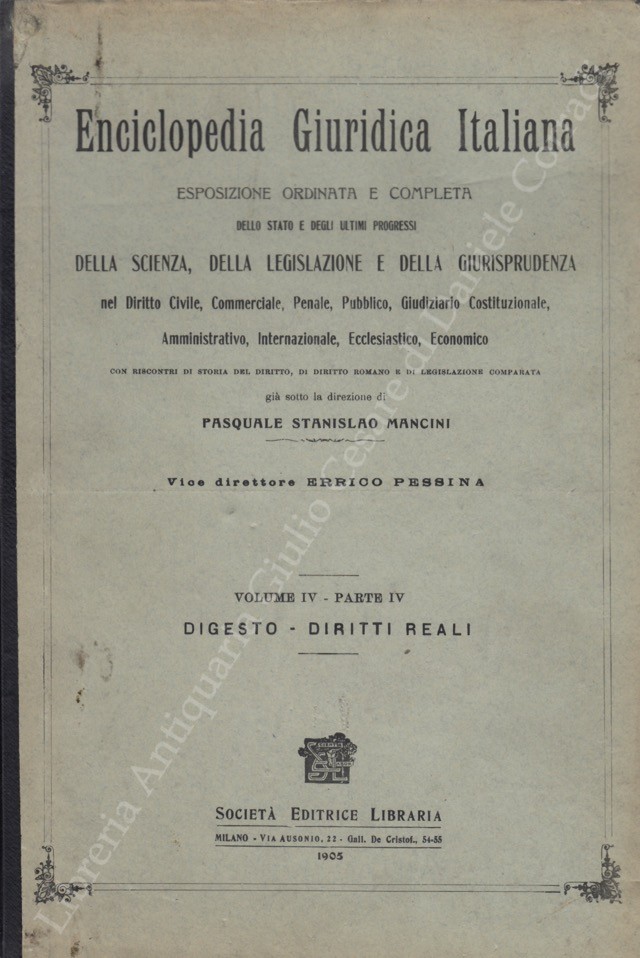 Enciclopedia Giuridica Italiana
ESPOSIZIONE ORDINATA E COMPLETA
DELLO STATO E DEGLI ULTIMI PROGRESSI
DELLA SCIENZA, DELLA LEGISLAZIONE E DELLA GIURISPRUDENZA
nel Diritto Civile, Commerciale, Penale, Pubblico, Giudiziario Costituzionale,
Amministrativo, Internazionale, Ecclesiastico, Economico
CON RISCONTRI DI STORIA DEL DIRITTO, DI DIRITTO ROMANO E DI LEGISLAZIONE COMPARATA
già sotto la direzione di
PASQUALE STANISLAO MANCINI
Vice direttore ERRICO PESSINA
VOLUME IV - PARTE IV
DIGESTO - DIRITTI REALI
SOCIETÀ EDITRICE LIBRARIA
MILANO - VIA AUSONIO, 22 - Gall. De Cristof., 54-55
1905
Libreria Antiquaria Giulio Cesare di Daniele Corradi